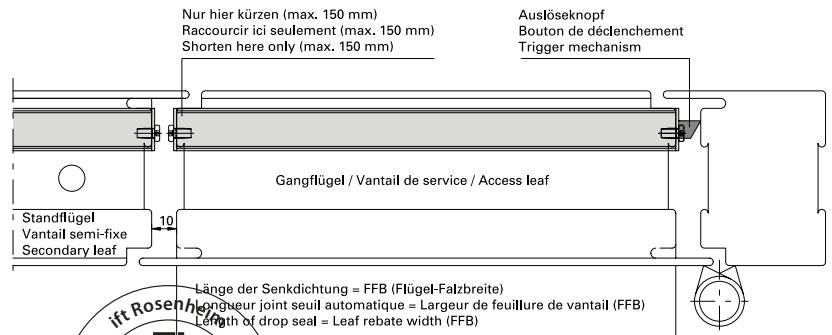 Nur hier kürzen (max. 150 mm)
Raccourcir ici seulement (max. 150 mm)
Shorten here only (max. 150 mm)
Auslöseknopf
Bouton de déclenchement
Trigger mechanism
Gangflügel / Vantail de service / Access leaf
Standflügel
Vantail semi-fixe
Secondary leaf
10
Länge der Senkdichtung = FFB (Flügel-Falzbreite)
Longueur joint seuil automatique = Largeur de feuillure de vantail (FFB)
Length of drop seal = Leaf rebate width (FFB)
ift Rosenheim